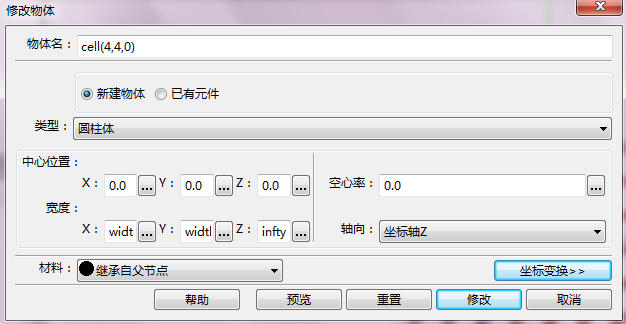 修改物体
物体名： cell(4,4,0)
新建物体 已有元件
类型： 圆柱体
中心位置：
X： 0.0 ... Y： 0.0 ... Z： 0.0 ... 空心率： 0.0 ...
宽度：
X： widt ... Y： widtl ... Z： infty ... 轴向： 坐标轴Z
材料： 继承自父节点 坐标变换>>
帮助 预览 重置 修改 取消